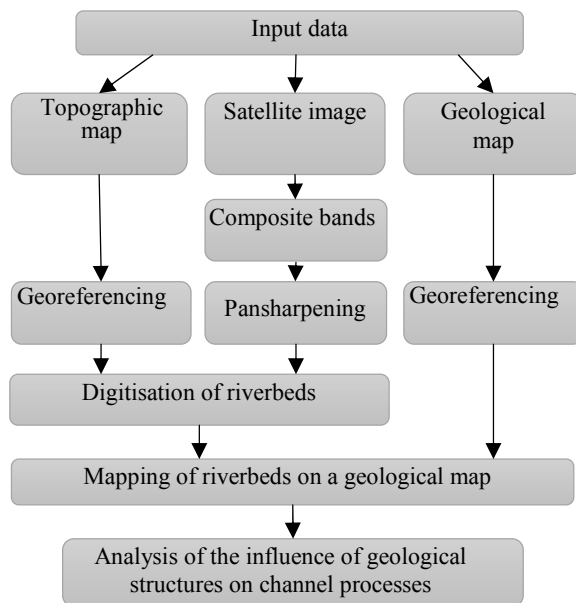 Input data
Topographic
map
Satellite image
Geological
map
Composite bands
Georeferencing
Pansharpening
Georeferencing
Digitisation of riverbeds
Mapping of riverbeds on a geological map
Analysis of the influence of geological
structures on channel processes